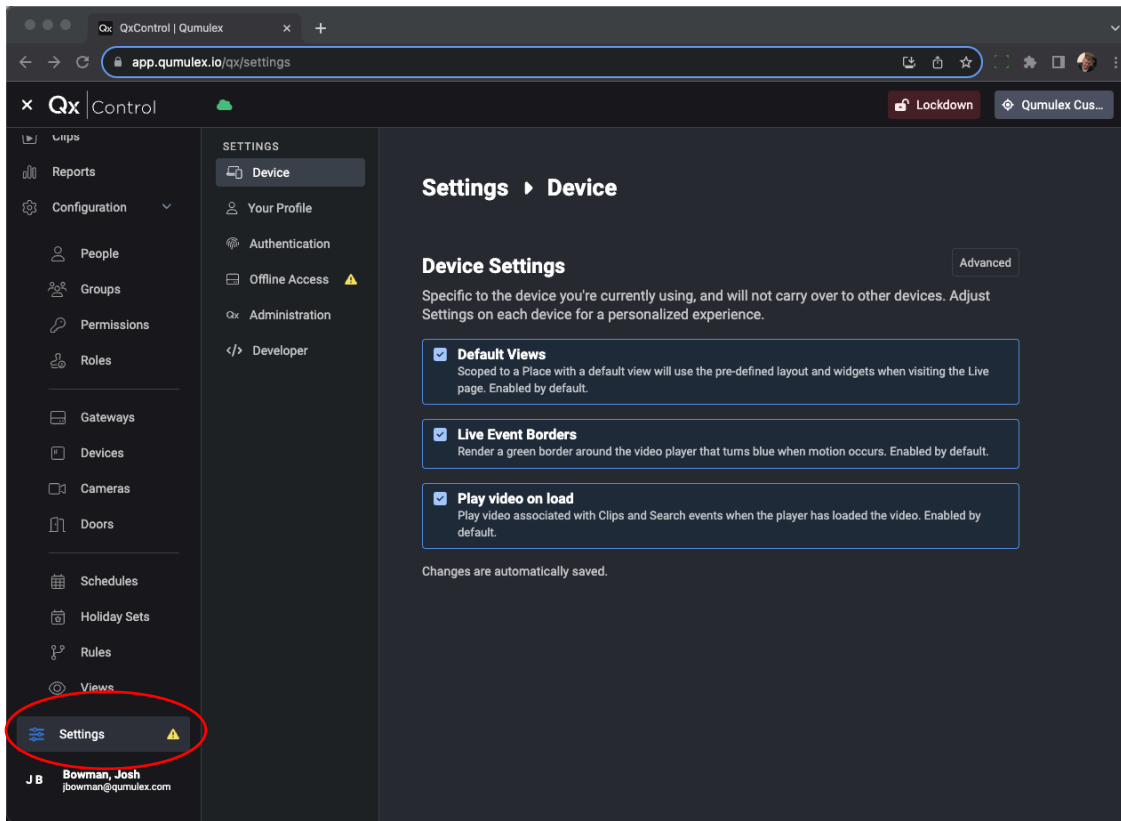 QxControl | Qumulex
app.qumulex.io/qx/settings
Qx Control
Lockdown
Qumulex Cus...
Clips
Reports
Configuration
People
Groups
Permissions
Roles
Gateways
Devices
Cameras
Doors
Schedules
Holiday Sets
Rules
Views
Settings
JB
Bowman, Josh
jbowman@qumulex.com
SETTINGS
Device
Your Profile
Authentication
Offline Access
Qx Administration
</> Developer
Settings Device
Device Settings
Advanced
Specific to the device you're currently using, and will not carry over to other devices. Adjust
Settings on each device for a personalized experience.
Default Views
Scoped to a Place with a default view will use the pre-defined layout and widgets when visiting the Live
page. Enabled by default.
Live Event Borders
Render a green border around the video player that turns blue when motion occurs. Enabled by default.
Play video on load
Play video associated with Clips and Search events when the player has loaded the video. Enabled by
default.
Changes are automatically saved.